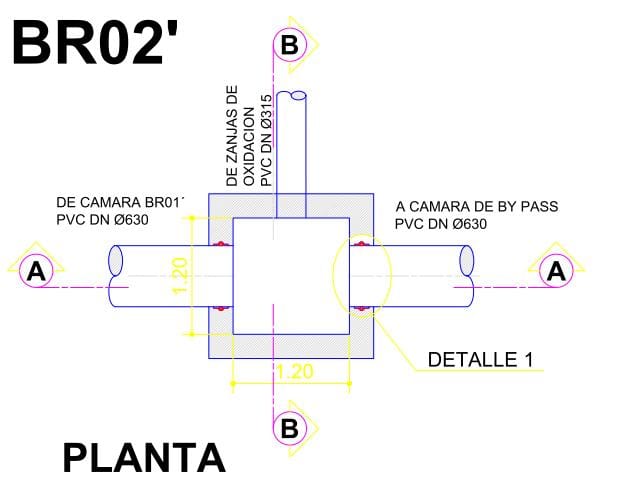 BR02'
B
DE ZANJAS DE
OXIDACION
PVC DN Ø315
DE CAMARA BR01´
PVC DN Ø630
A CAMARA DE BY PASS
PVC DN Ø630
A
1.20
A
DETALLE 1
1.20
B
PLANTA